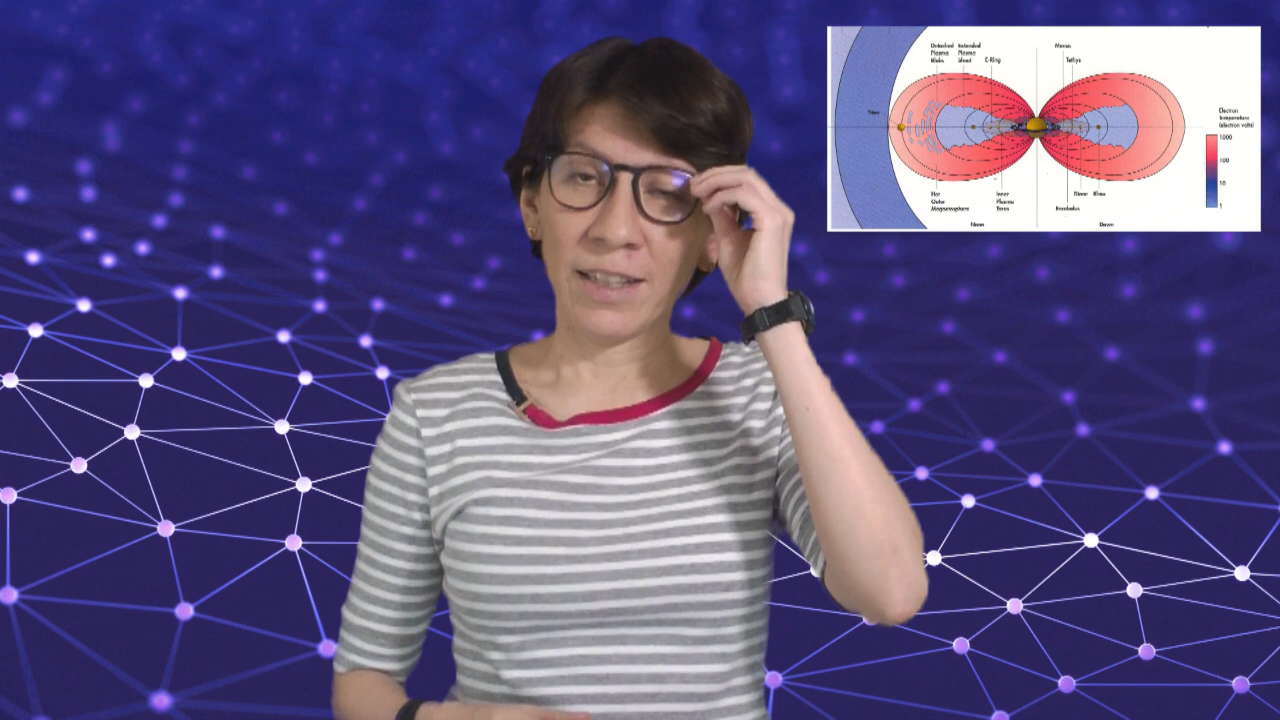 Detached Extended
Plasma Plasma
Blobs Sheet
E-Ring
Mimas
Tethys
Titan
Electron
Temperature
(electron volts)
1000
100
10
1
Hot
Outer
Magnetosphere
Inner
Plasma
Torus
Dione
Rhea
Enceladus
Noon
Dawn